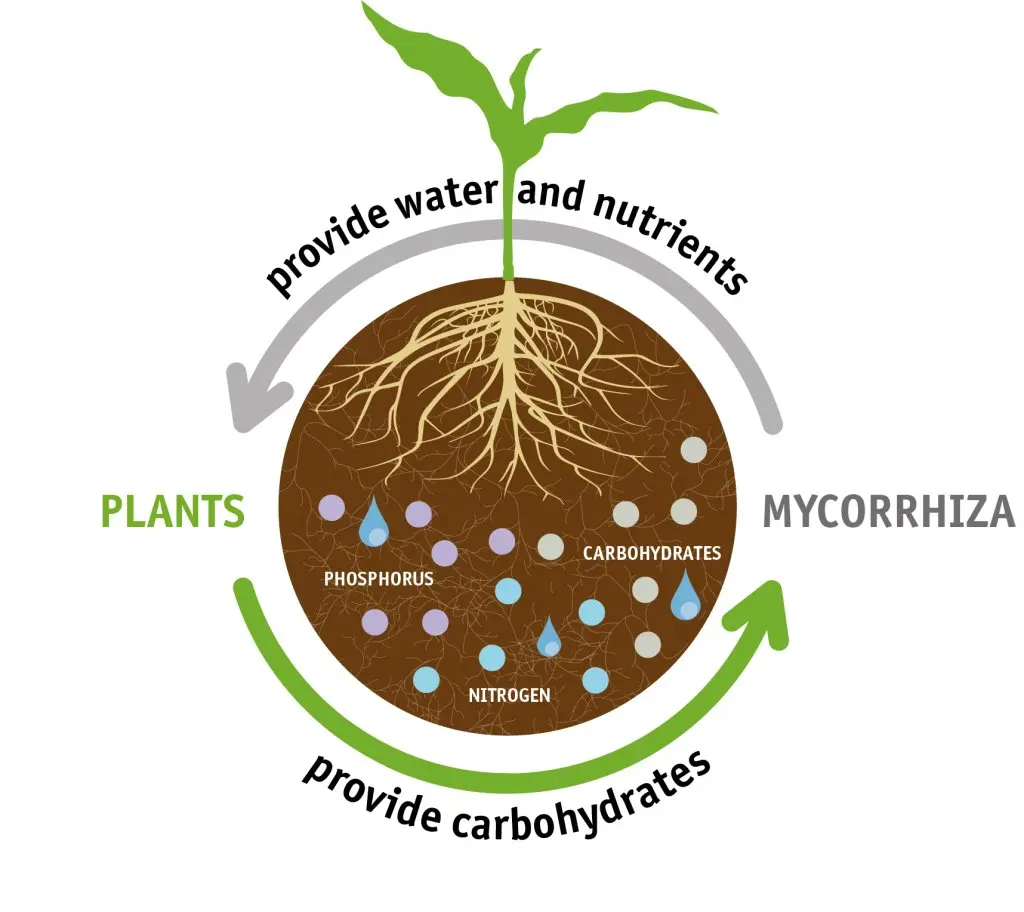 provide water and nutrients
PLANTS
MYCORRHIZA
CARBOHYDRATES
PHOSPHORUS
NITROGEN
provide carbohydrates